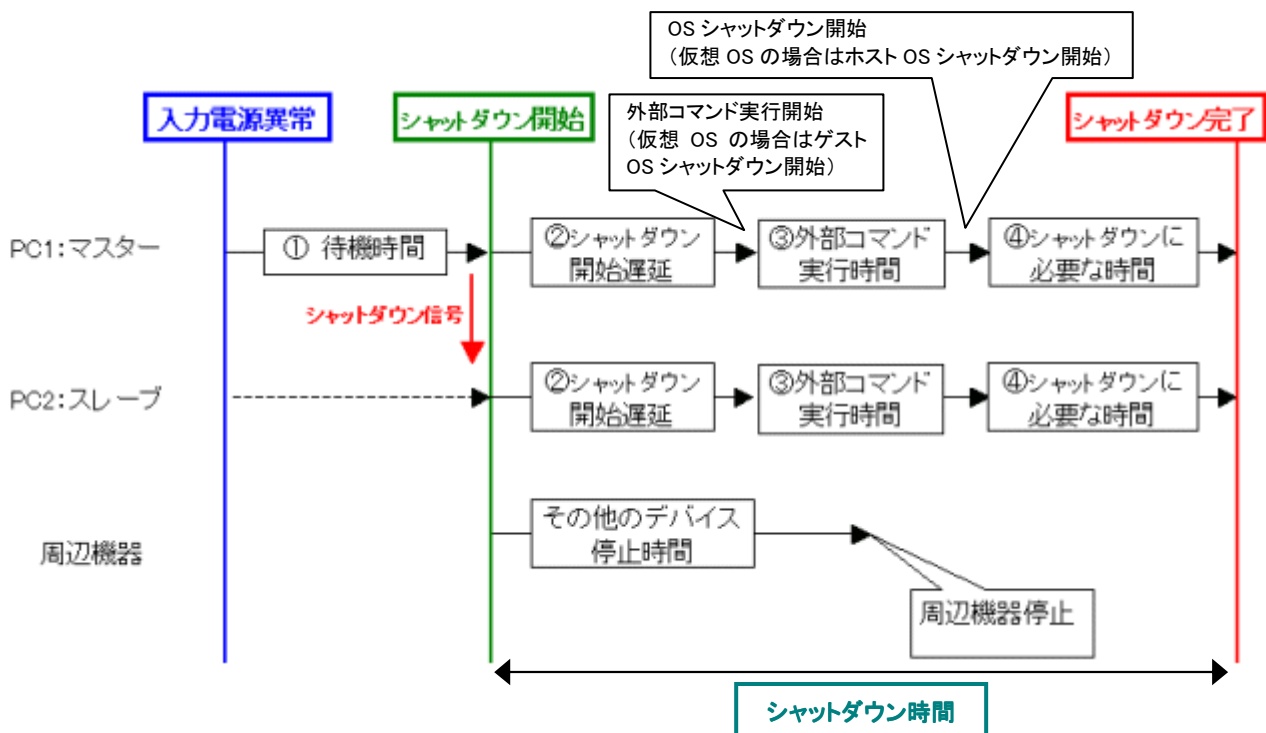 OS シャットダウン開始
（仮想 OS の場合はホスト OS シャットダウン開始）
入力電源異常
シャットダウン開始
外部コマンド実行開始
（仮想 OS の場合はゲスト
OS シャットダウン開始）
シャットダウン完了
PC1:マスター
① 待機時間
②シャットダウン
開始遅延
③外部コマンド
実行時間
④シャットダウンに
必要な時間
シャットダウン信号
PC2:スレーブ
②シャットダウン
開始遅延
③外部コマンド
実行時間
④シャットダウンに
必要な時間
周辺機器
その他のデバイス
停止時間
周辺機器停止
シャットダウン時間